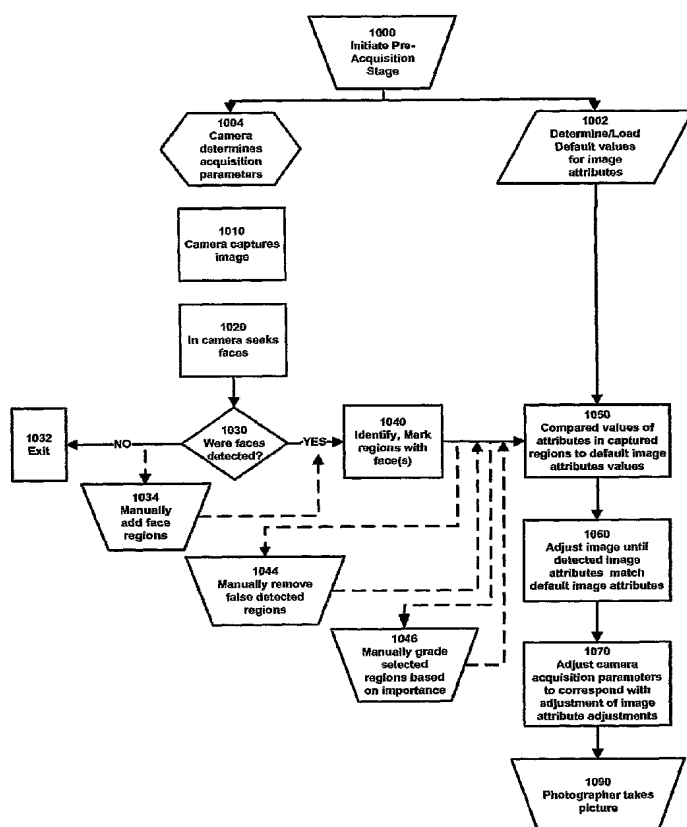 1000
Initiate Pre-
Acquisition
Stage
1004
Camera
determines
acquisition
parameters
1002
Determine/Load
Default values
for image
attributes
1010
Camera captures
image
1020
In camera seeks
faces
1032
Exit
NO
1030
Were faces
detected?
YES
1040
Identify, Mark
regions with
face(s)
1050
Compared values of
attributes in captured
regions to default image
attributes values
1034
Manually
add face
regions
1044
Manually remove
false detected
regions
1060
Adjust image until
detected image
attributes match
default image attributes
1046
Manually grade
selected
regions based
on importance
1070
Adjust camera
acquisition parameters
to correspond with
adjustment of image
attribute adjustments
1090
Photographer takes
picture